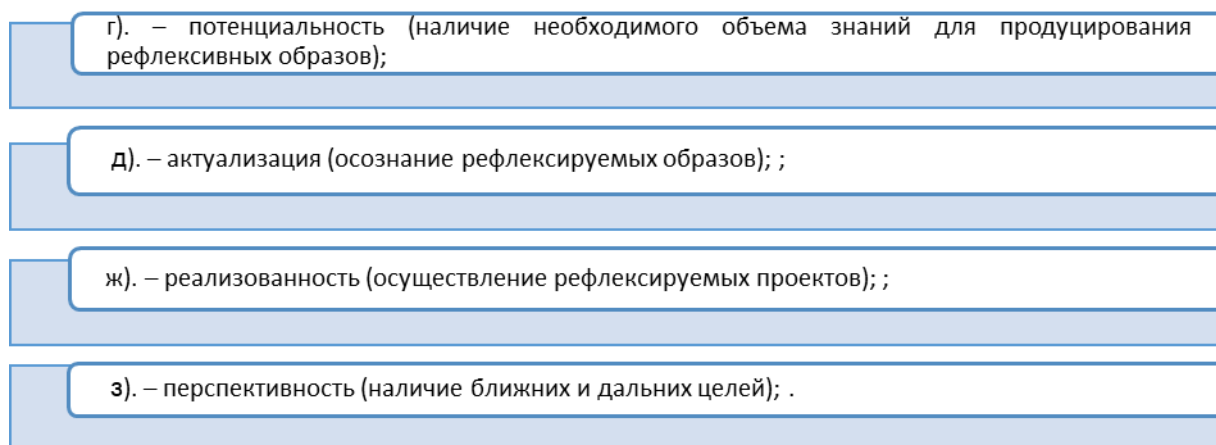 г). – потенциальность (наличие необходимого объема знаний для продуцирования
рефлексивных образов);
д). – актуализация (осознание рефлексируемых образов); ;
ж). – реализованность (осуществление рефлексируемых проектов); ;
з). – перспективность (наличие ближних и дальних целей); .